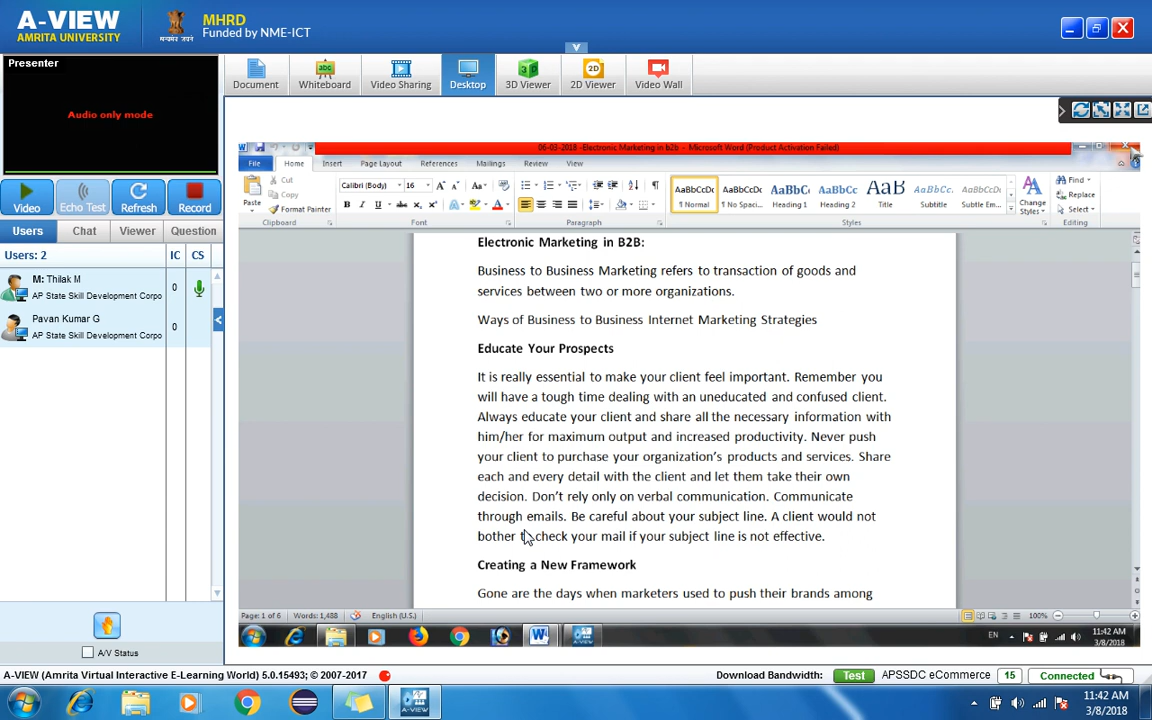 A-VIEW
AMRITA UNIVERSITY
MHRD
Funded by NME-ICT
Presenter
Audio only mode
Document
Whiteboard
Video Sharing
Desktop
3D Viewer
2D Viewer
Video Wall
Video
Echo Test
Refresh
Record
Users
Chat
Viewer
Question
Users: 2
IC
CS
M: Thilak M
AP State Skill Development Corpo
0
Pavan Kumar G
AP State Skill Development Corpo
0
A/V Status
06-03-2018 -Electronic Marketing in b2b - Microsoft Word (Product Activation Failed)
File Home Insert Page Layout References Mailings Review View
Paste
Cut
Copy
Format Painter
Clipboard
Calibri (Body) 16
Font
Paragraph
AaBbCcDc
¶ Normal
AaBbCcDc
¶ No Spaci...
AaBbC
Heading 1
AaBbCc
Heading 2
AaB
Title
AaBbCc.
Subtitle
AaBbCcDc
Subtle Em...
Change
Styles
Styles
Find
Replace
Select
Editing
Electronic Marketing in B2B:
Business to Business Marketing refers to transaction of goods and
services between two or more organizations.
Ways of Business to Business Internet Marketing Strategies
Educate Your Prospects
It is really essential to make your client feel important. Remember you
will have a tough time dealing with an uneducated and confused client.
Always educate your client and share all the necessary information with
him/her for maximum output and increased productivity. Never push
your client to purchase your organization's products and services. Share
each and every detail with the client and let them take their own
decision. Don't rely only on verbal communication. Communicate
through emails. Be careful about your subject line. A client would not
bother to check your mail if your subject line is not effective.
Creating a New Framework
Gone are the days when marketers used to push their brands among
Page: 1 of 6 Words: 1,488 English (U.S.) 100%
EN
11:42 AM
3/8/2018
A-VIEW (Amrita Virtual Interactive E-Learning World) 5.0.15493; © 2007-2017
Download Bandwidth: Test APSSDC eCommerce 15 Connected
11:42 AM
3/8/2018